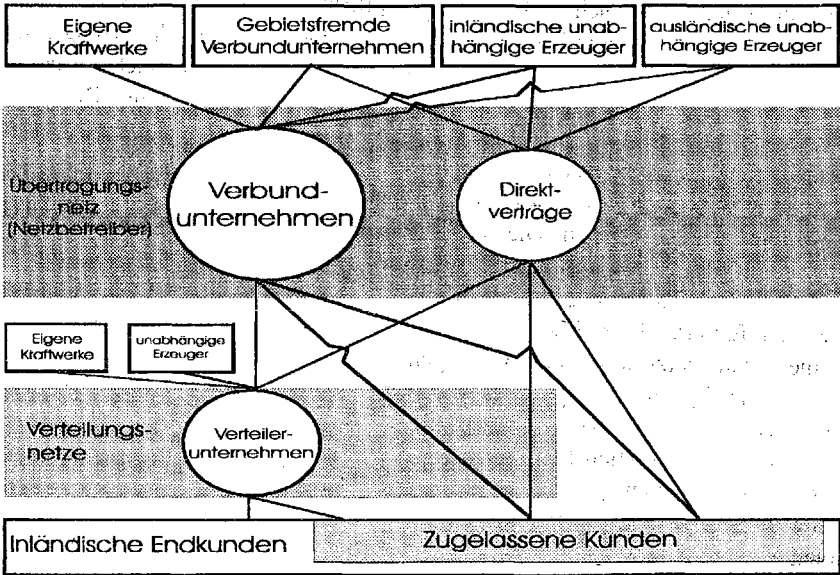 Eigene
Kraftwerke
Gebietsfremde
Verbundunternehmen
inländische unab-
hängige Erzeuger
ausländische unab-
hängige Erzeuger
Übertragungs-
netz
(Netzbetreiber)
Verbund-
unternehmen
Direkt-
verträge
Eigene
Kraftwerke
unabhängige
Erzeuger
Verteilungs-
netze
Verteiler-
unternehmen
Inländische Endkunden
Zugelassene Kunden